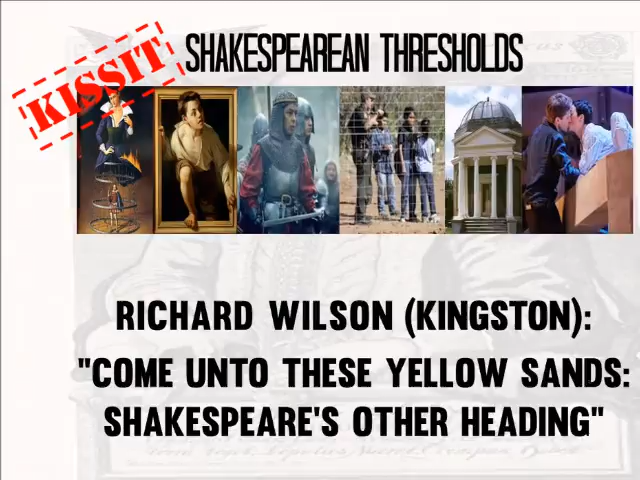 KISSIT
SHAKESPEAREAN THRESHOLDS
RICHARD WILSON (KINGSTON):
"COME UNTO THESE YELLOW SANDS:
SHAKESPEARE'S OTHER HEADING"